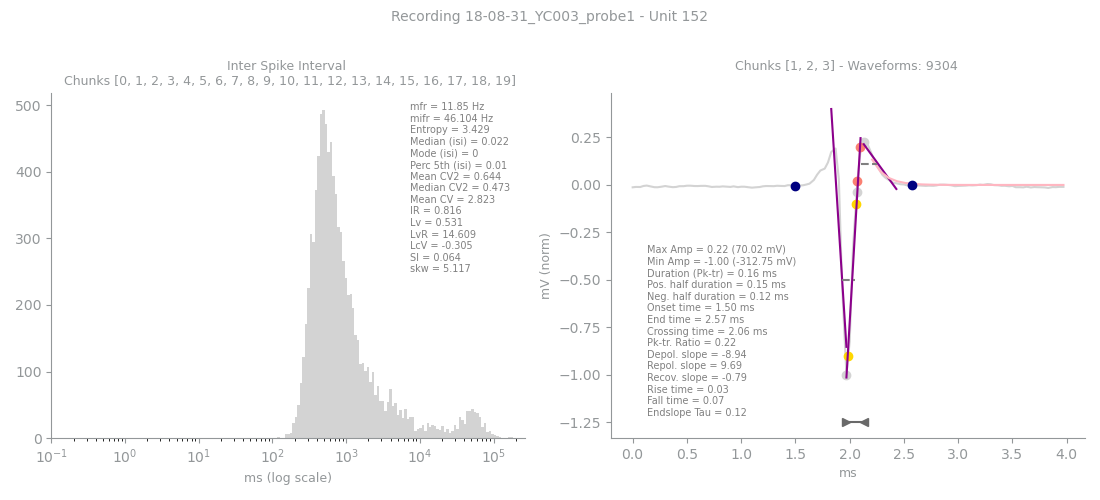 Recording 18-08-31_YC003_probe1 - Unit 152
Inter Spike Interval
Chunks [0, 1, 2, 3, 4, 5, 6, 7, 8, 9, 10, 11, 12, 13, 14, 15, 16, 17, 18, 19]
500
400
300
200
100
0
mfr = 11.85 Hz
mifr = 46.104 Hz
Entropy = 3.429
Median (isi) = 0.022
Mode (isi) = 0
Perc 5th (isi) = 0.01
Mean CV2 = 0.644
Median CV2 = 0.473
Mean CV = 2.823
IR = 0.816
Lv = 0.531
LvR = 14.609
LcV = -0.305
SI = 0.064
skw = 5.117
10⁻¹ 10⁰ 10¹ 10² 10³ 10⁴ 10⁵
ms (log scale)
Chunks [1, 2, 3] - Waveforms: 9304
mV (norm)
0.25
0.00
−0.25
−0.50
−0.75
−1.00
−1.25
Max Amp = 0.22 (70.02 mV)
Min Amp = -1.00 (-312.75 mV)
Duration (Pk-tr) = 0.16 ms
Pos. half duration = 0.15 ms
Neg. half duration = 0.12 ms
Onset time = 1.50 ms
End time = 2.57 ms
Crossing time = 2.06 ms
Pk-tr. Ratio = 0.22
Depol. slope = -8.94
Repol. slope = 9.69
Recov. slope = -0.79
Rise time = 0.03
Fall time = 0.07
Endslope Tau = 0.12
0.0 0.5 1.0 1.5 2.0 2.5 3.0 3.5 4.0
ms